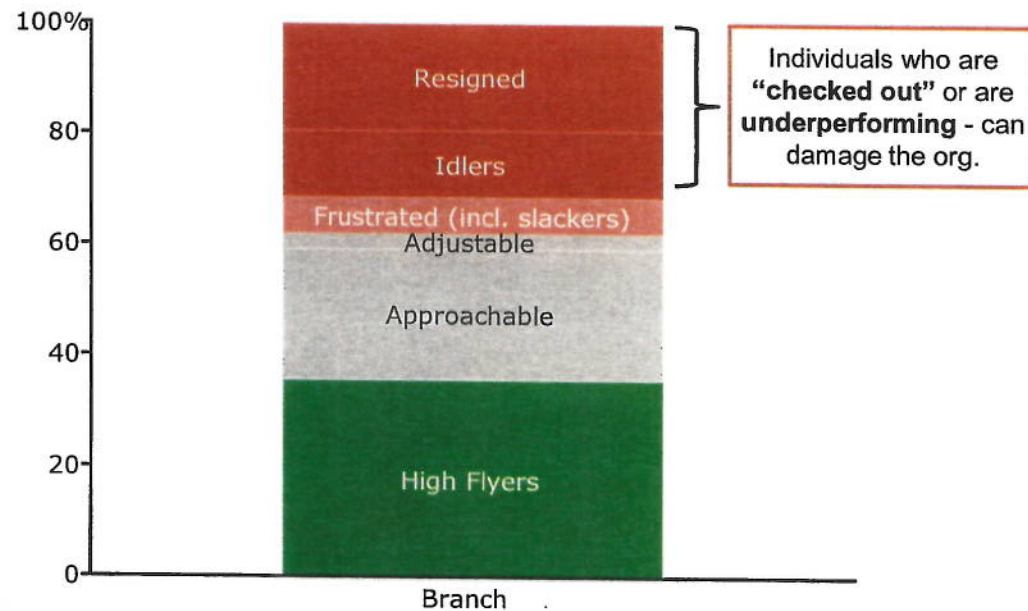 100%
80
60
40
20
0
Resigned
Idlers
Frustrated (incl. slackers)
Adjustable
Approachable
High Flyers
Branch
Individuals who are
“checked out” or are
underperforming - can
damage the org.